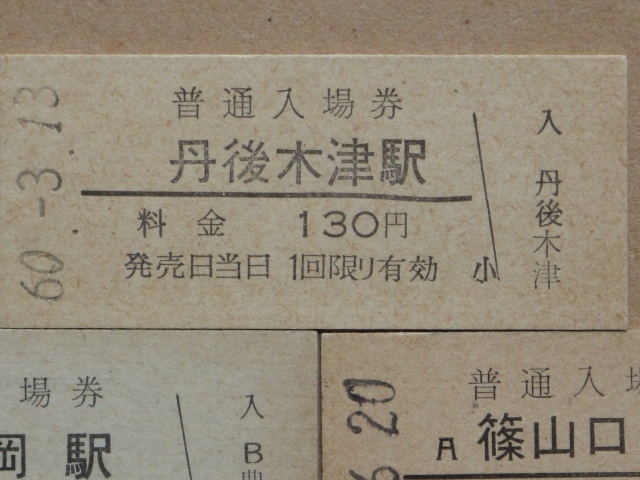 60-3.13
普通入場券
丹後木津駅
料金 130円
発売日当日 1回限り有効 小
入 丹後木津
場券
岡 駅
入 B
20
普通入
A 篠山口